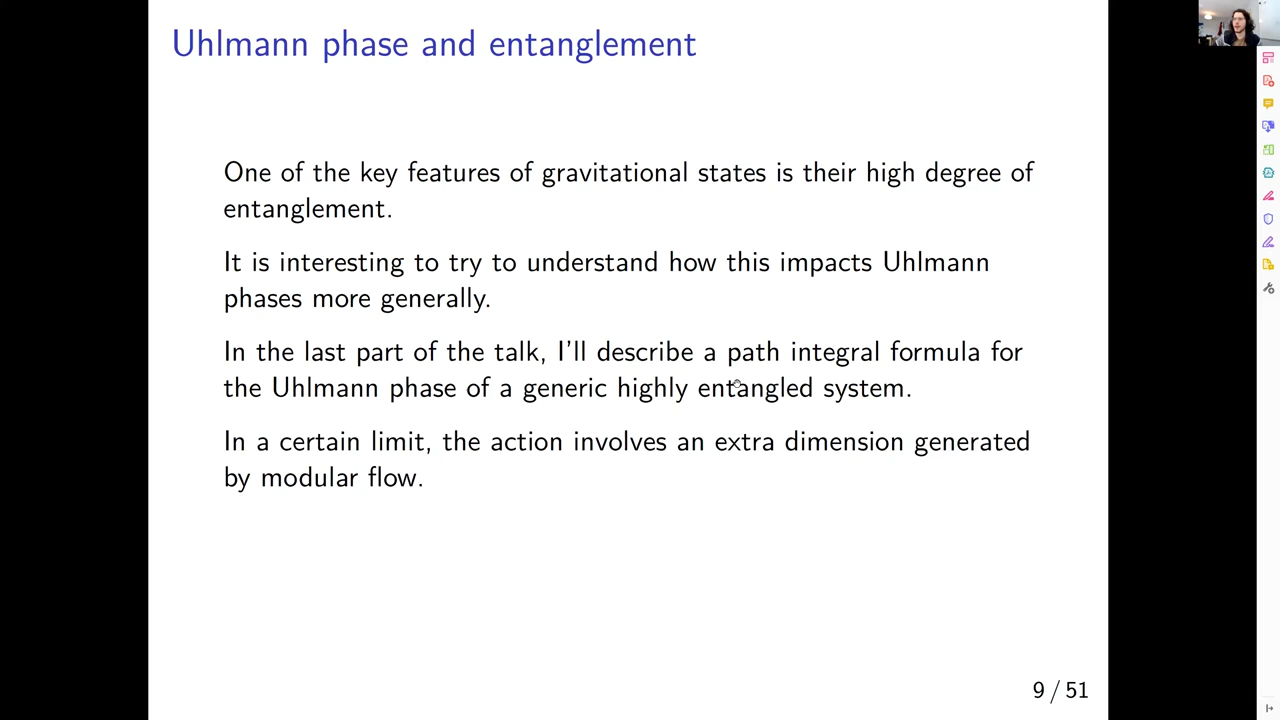 Uhlmann phase and entanglement
One of the key features of gravitational states is their high degree of
entanglement.
It is interesting to try to understand how this impacts Uhlmann
phases more generally.
In the last part of the talk, I'll describe a path integral formula for
the Uhlmann phase of a generic highly entangled system.
In a certain limit, the action involves an extra dimension generated
by modular flow.
9 / 51